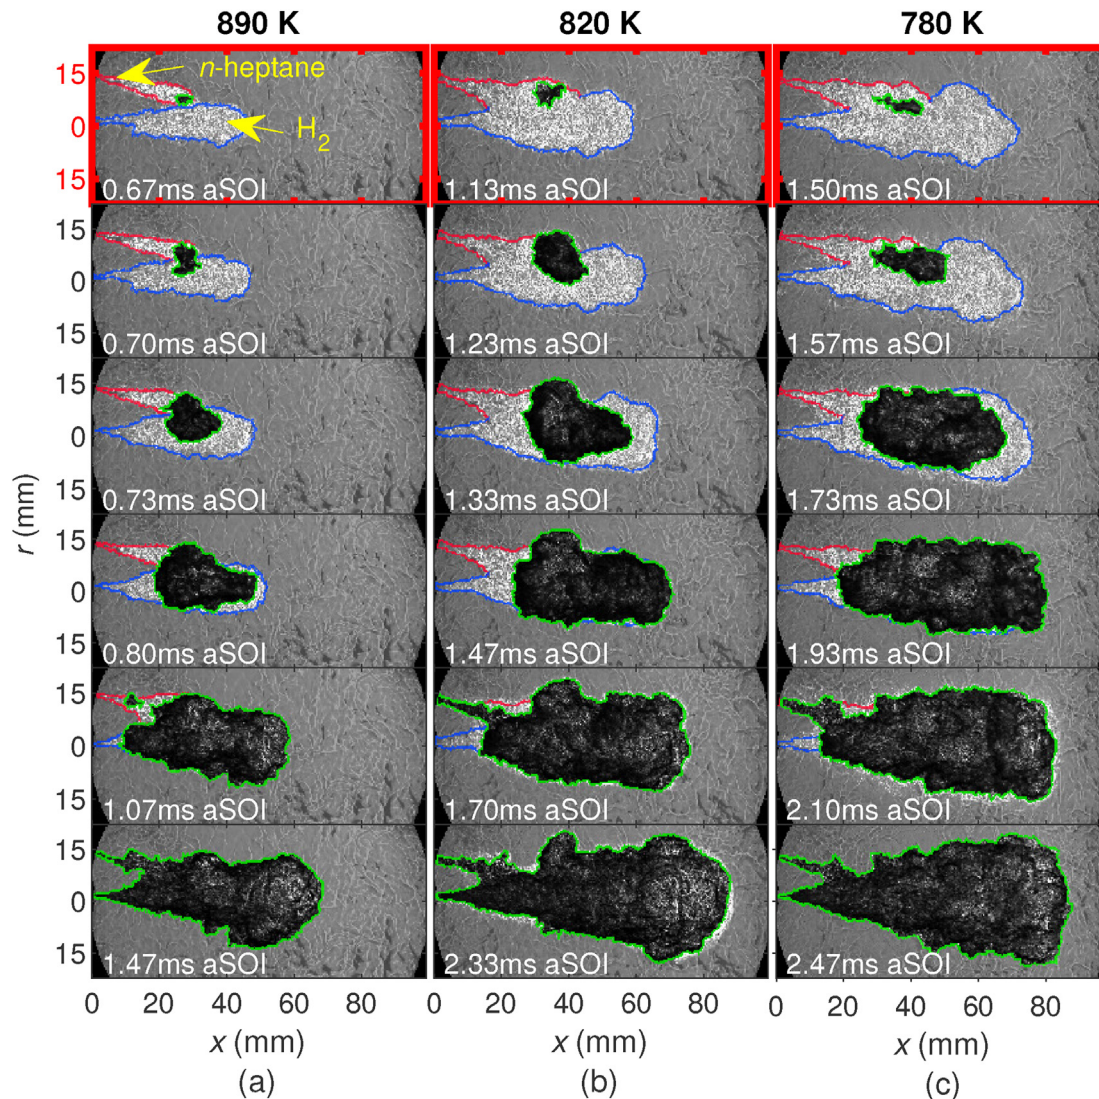 890 K 820 K 780 K
15 n-heptane
0 H2
15 0.67ms aSOI 1.13ms aSOI 1.50ms aSOI
15
0
15 0.70ms aSOI 1.23ms aSOI 1.57ms aSOI
15
0
15 0.73ms aSOI 1.33ms aSOI 1.73ms aSOI
r (mm)
15
0
15 0.80ms aSOI 1.47ms aSOI 1.93ms aSOI
15
0
15 1.07ms aSOI 1.70ms aSOI 2.10ms aSOI
15
0
15 1.47ms aSOI 2.33ms aSOI 2.47ms aSOI
0 20 40 60 80 0 20 40 60 80 0 20 40 60 80
x (mm) x (mm) x (mm)
(a) (b) (c)